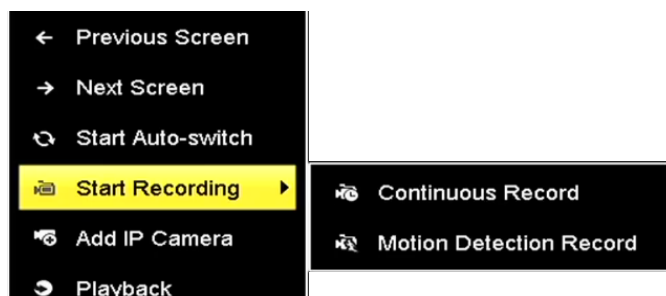 Previous Screen
Next Screen
Start Auto-switch
Start Recording
Continuous Record
Add IP Camera
Motion Detection Record
Playback